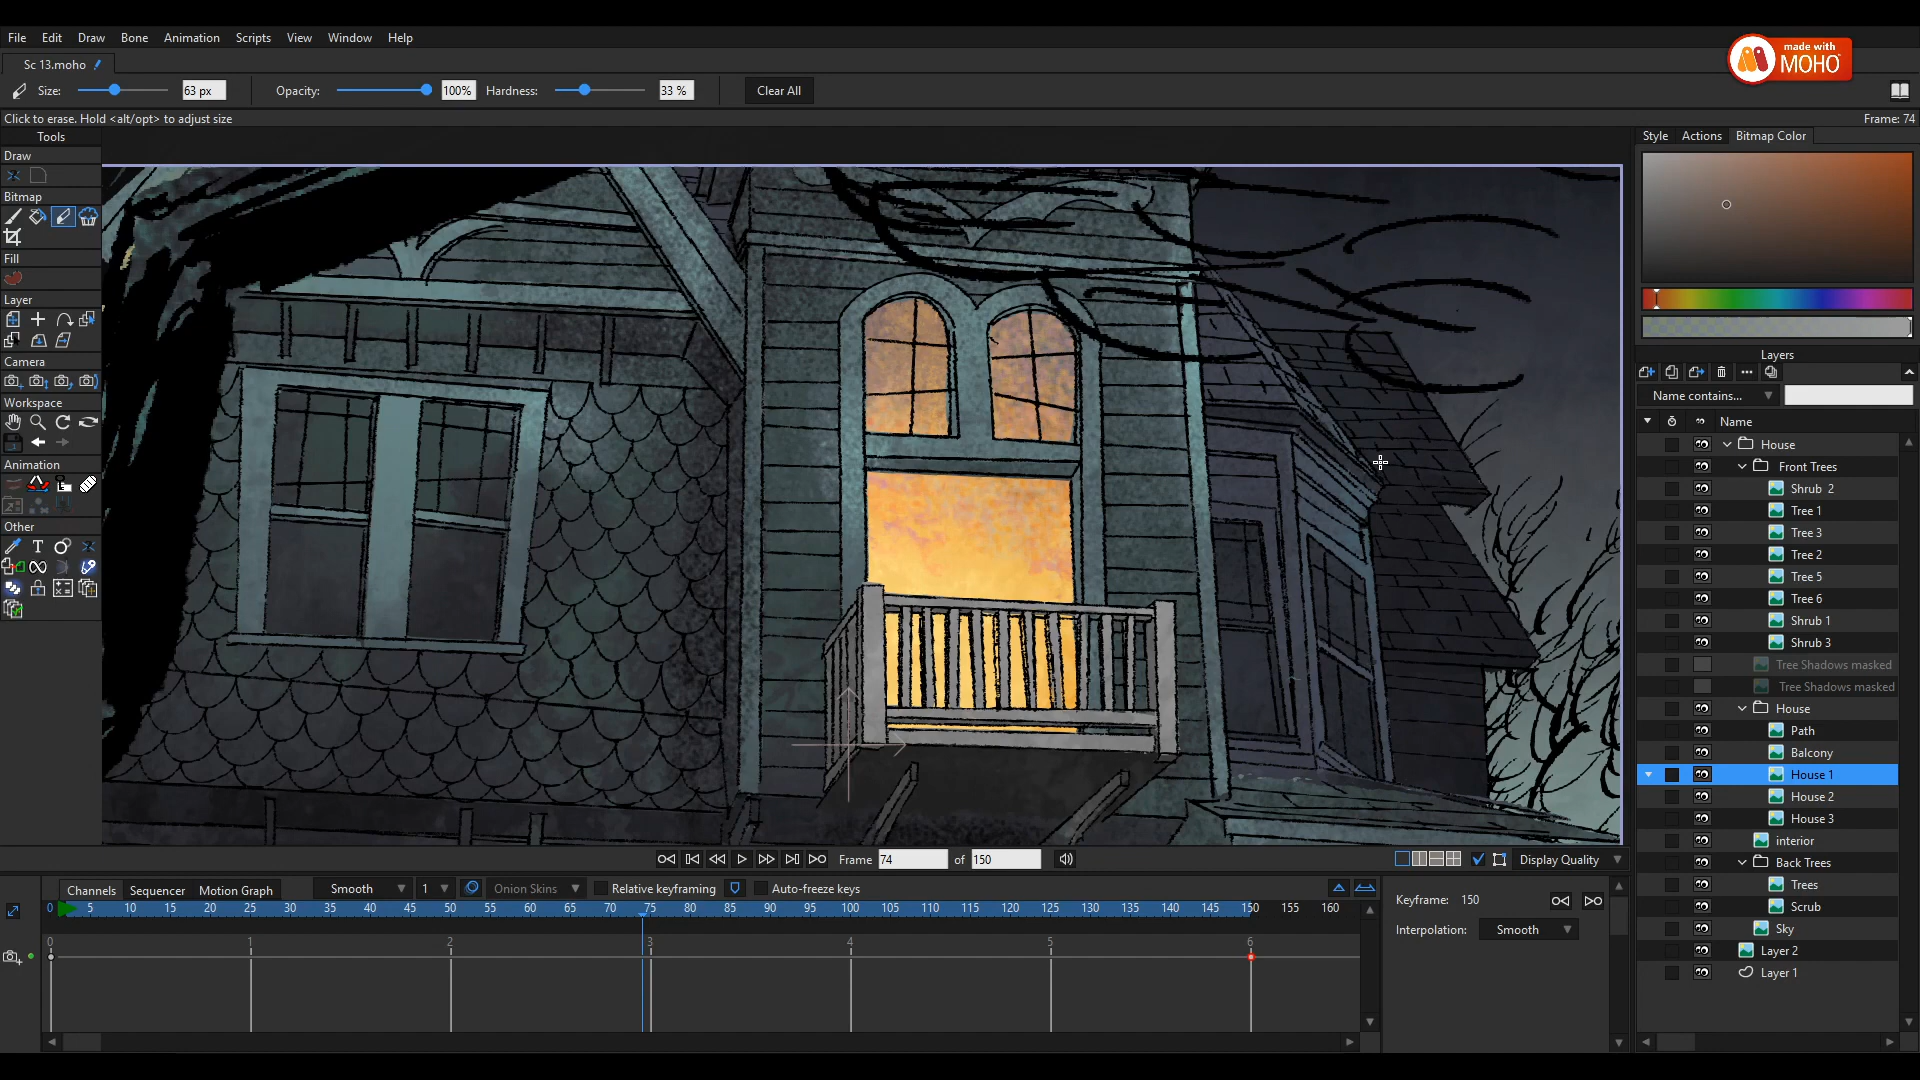 File Edit Draw Bone Animation Scripts View Window Help
made with
MOHO
Sc 13.moho
Size: 63 px Opacity: 100% Hardness: 33 % Clear All
Click to erase. Hold <alt/opt> to adjust size
Frame: 74
Tools
Draw
Bitmap
Fill
Layer
Camera
Workspace
Animation
Other
Style Actions Bitmap Color
Layers
Name contains...
Name
House
Front Trees
Shrub 2
Tree 1
Tree 3
Tree 2
Tree 5
Tree 6
Shrub 1
Shrub 3
Tree Shadows masked
Tree Shadows masked
House
Path
Balcony
House 1
House 2
House 3
interior
Back Trees
Trees
Scrub
Sky
Layer 2
Layer 1
Frame 74 of 150
Display Quality
Channels Sequencer Motion Graph Smooth 1 Onion Skins Relative keyframing Auto-freeze keys
0 5 10 15 20 25 30 35 40 45 50 55 60 65 70 75 80 85 90 95 100 105 110 115 120 125 130 135 140 145 150 155 160
0 1 2 3 4 5 6
Keyframe: 150
Interpolation: Smooth